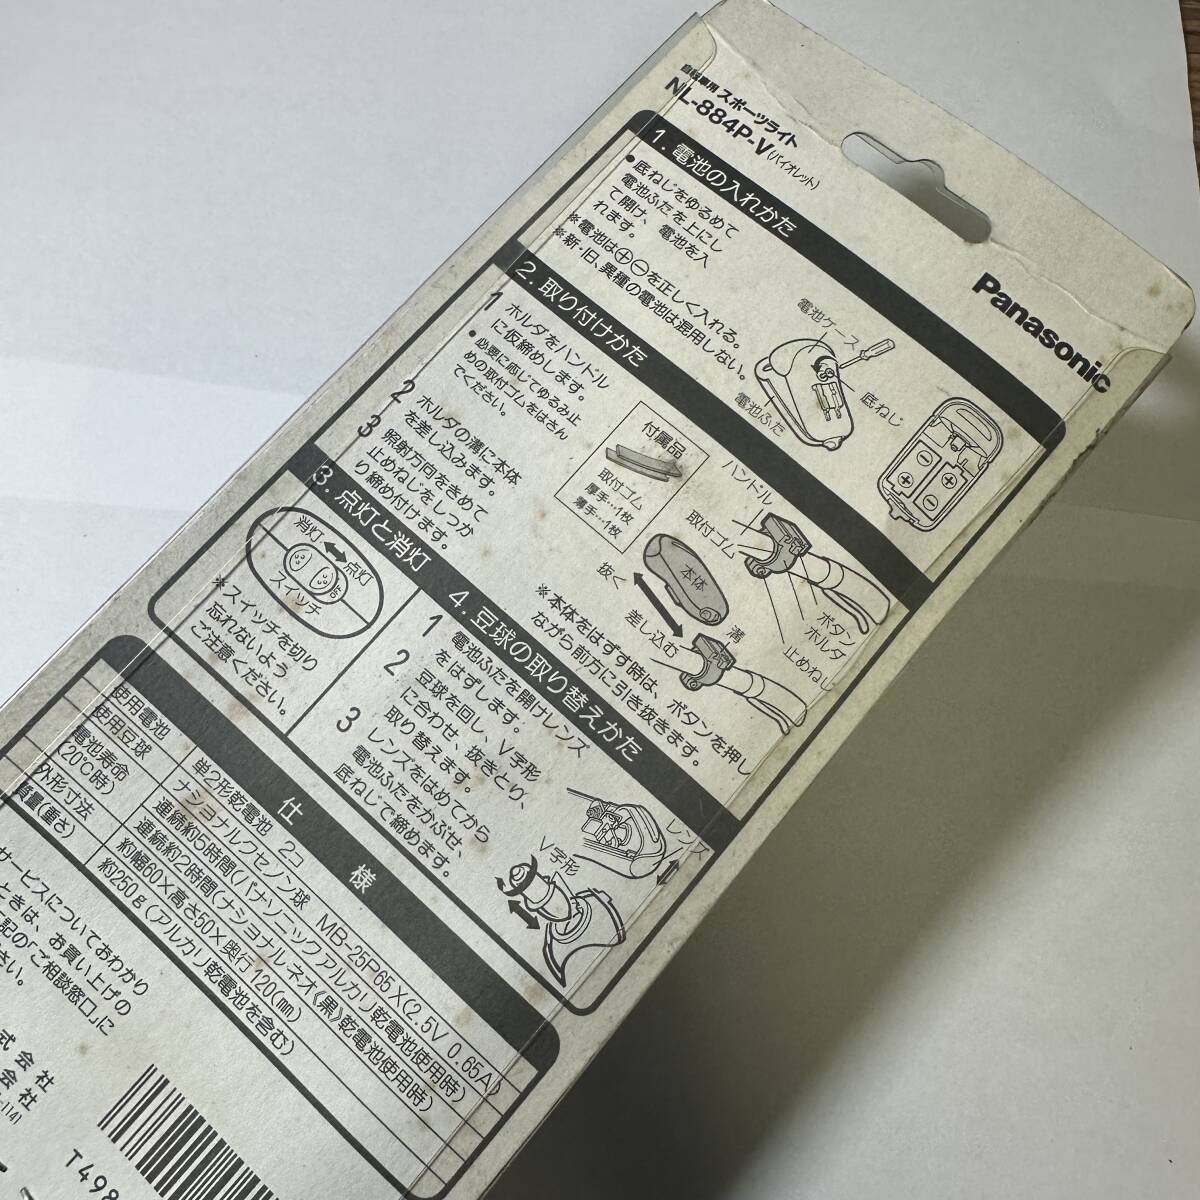 自転車用 スポーツライト
NL-884P-V(バイオレット)
Panasonic
1. 電池の入れかた
•底ねじをゆるめて
電池ふたを上にし
て開け、電池を入
れます。
※電池は⊕⊖を正しく入れる。
※新・旧、異種の電池は混用しない。
電池ケース
底ねじ
電池ふた
2. 取り付けかた
1 ホルダをハンドル
に仮締めします。
•必要に応じてゆるみ止
めの取付ゴムをはさん
でください。
2 ホルダの溝に本体
を差し込みます。
3 照射方向をきめて
止めねじをしっか
り締め付けます。
付属品
取付ゴム
厚手…1枚
薄手…1枚
ハンドル
取付ゴム
ボタン
ホルダ
止めねじ
本体
抜く
差し込む
溝
※本体をはずす時は、ボタンを押し
ながら前方に引き抜きます。
3. 点灯と消灯
消灯
点灯
スイッチ
※スイッチを切り
忘れないよう
ご注意ください。
4. 豆球の取り替えかた
1 電池ふたを開けレンズ
をはずします。
2 豆球を回し、V字形
に合わせ、抜きとり、
取り替えます。
3 レンズをはめてから
電池ふたをかぶせ、
底ねじで締めます。
レンズ
V字形
仕様
使用電池 単2形乾電池 2コ
使用豆球 ナショナルクセノン球 MB-25P65X(2.5V 0.65A)
電池寿命
(20℃時)
連続約5時間(パナソニックアルカリ乾電池使用時)
連続約2時間(ナショナルネオ《黒》乾電池使用時)
外形寸法 約幅60×高さ50×奥行120(㎜)
質量(重さ) 約250g(アルカリ乾電池を含む)
サービスについておわかり
ときは、お買い上げの
記の「ご相談窓口」に
さい。
式会社
会社
-1141
T498